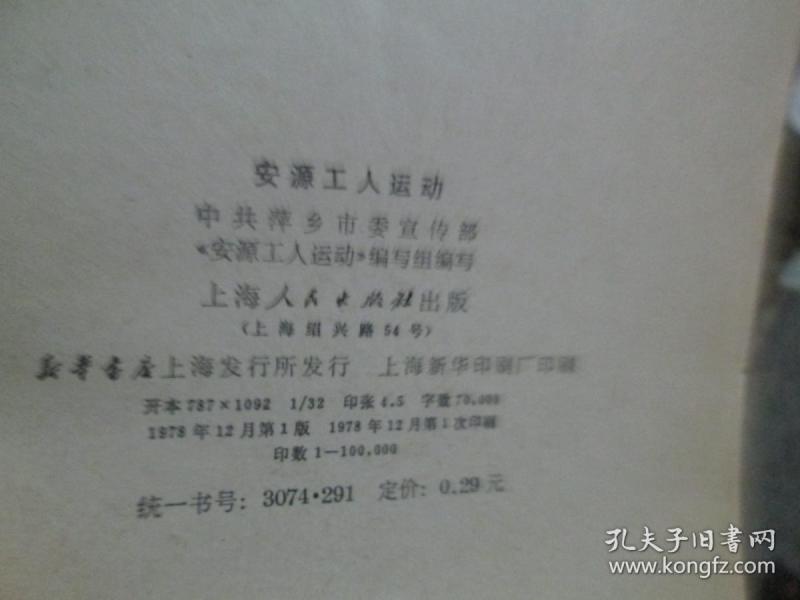 安源工人运动
中共萍乡市委宣传部
《安源工人运动》编写组编写
上海人民出版社出版
(上海绍兴路54号)
新华书店上海发行所发行 上海新华印刷厂印刷
开本787×1092 1/32 印张4.5 字数70,000
1978年12月第1版 1978年12月第1次印刷
印数1—100,000
统一书号：3074·291 定价：0.29元
孔夫子旧书网
www.kongfz.com